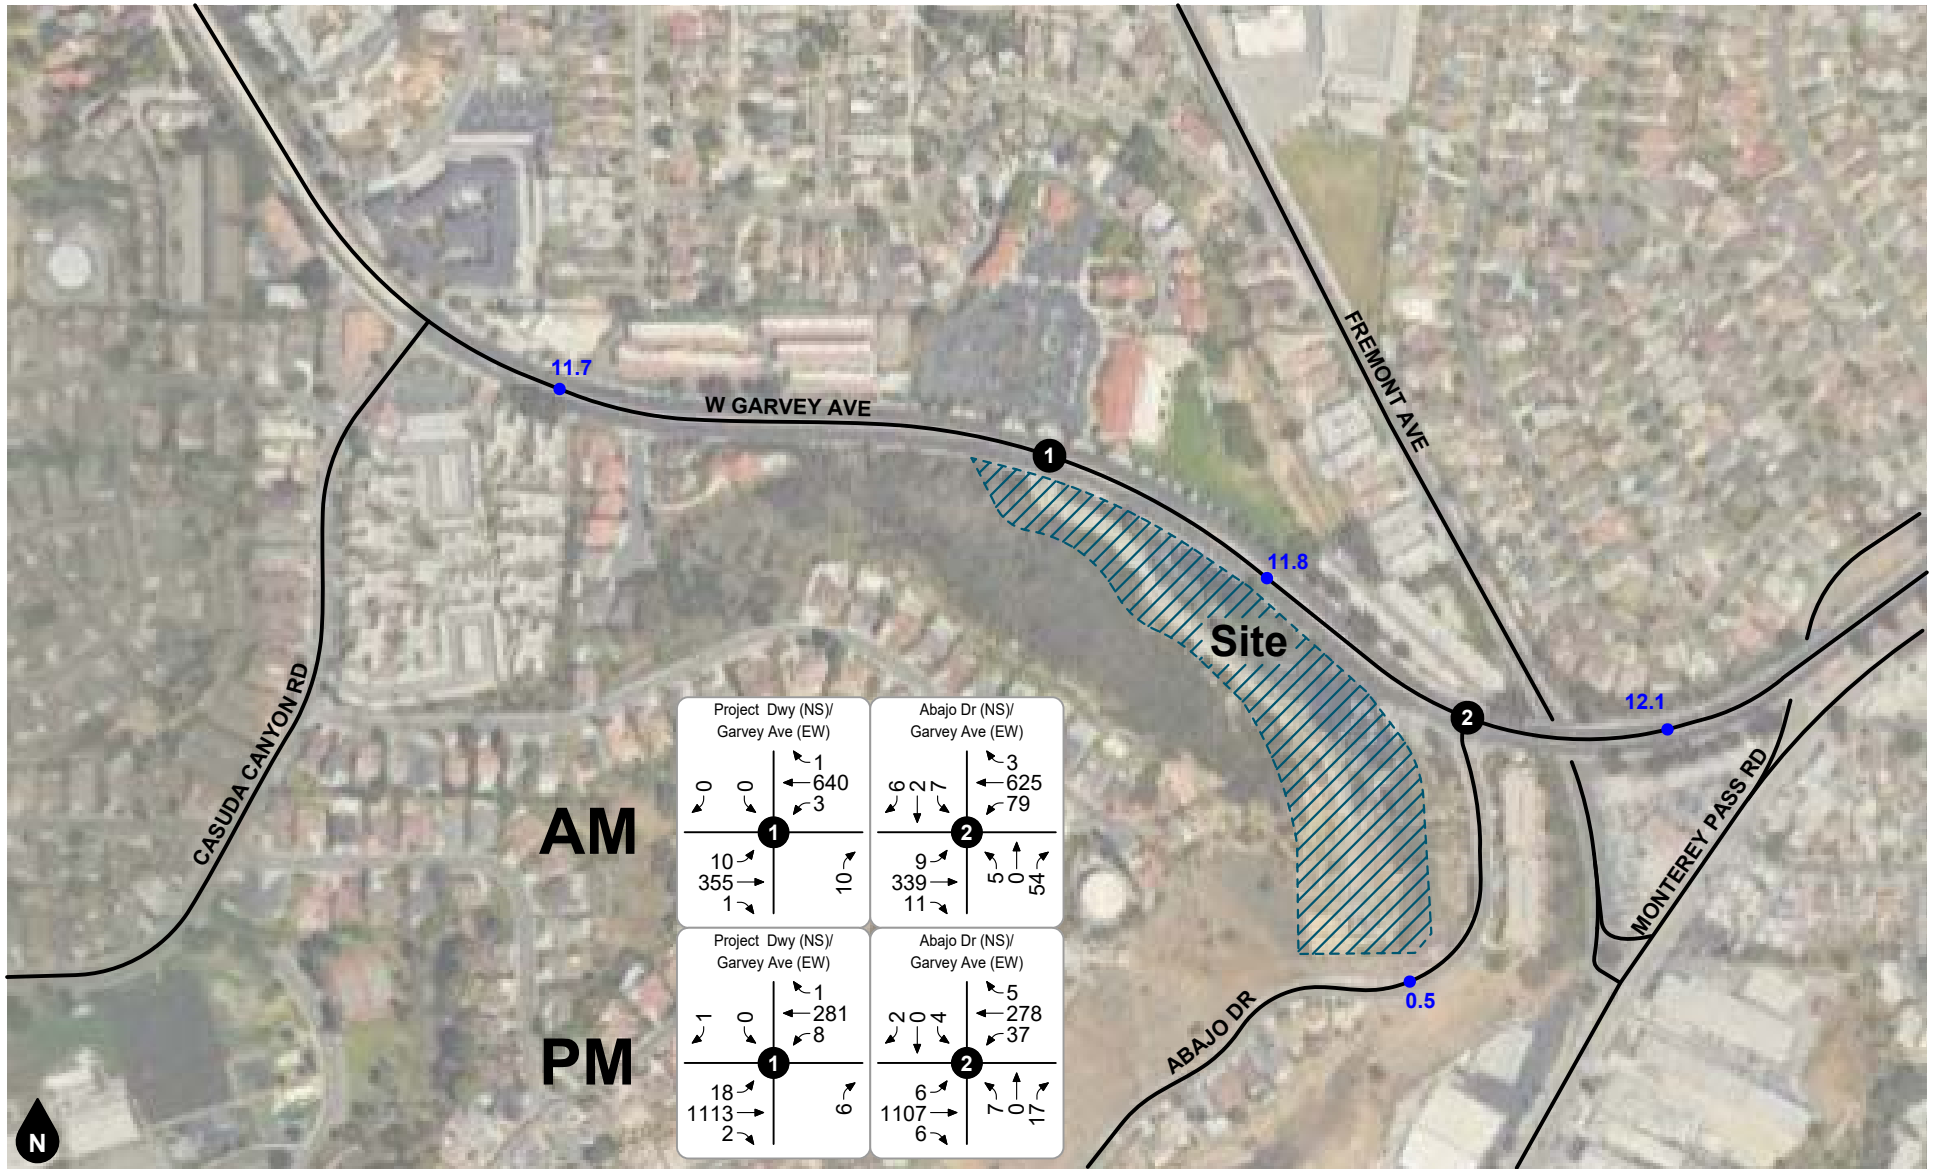 FREMONT AVE
11.7
W GARVEY AVE
1
11.8
Site
2
12.1
CASUDA CANYON RD
MONTEREY PASS RD
0.5
ABAJO DR
AM
Project Dwy (NS)/
Garvey Ave (EW)
1
0 0 640
3
1
10
355
1
10
Abajo Dr (NS)/
Garvey Ave (EW)
3
6 2 7 625
79
2
9
339
11
5 0 54
PM
Project Dwy (NS)/
Garvey Ave (EW)
1
1 0 281
8
1
18
1113
2
6
Abajo Dr (NS)/
Garvey Ave (EW)
5
2 0 4 278
37
2
6
1107
6
7 0 17
N